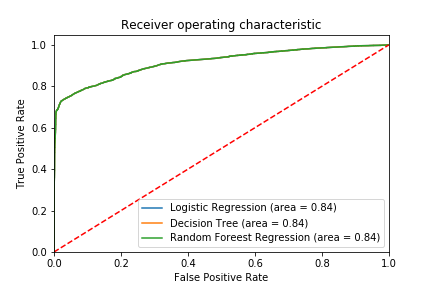 Receiver operating characteristic
True Positive Rate
1.0
0.8
0.6
0.4
0.2
0.0
Logistic Regression (area = 0.84)
Decision Tree (area = 0.84)
Random Foreest Regression (area = 0.84)
0.0 0.2 0.4 0.6 0.8 1.0
False Positive Rate